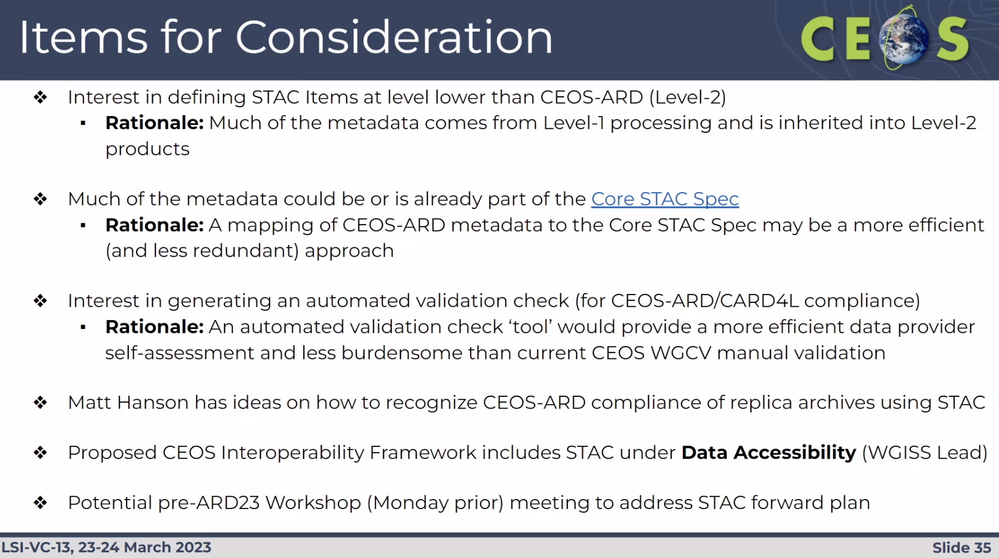 Items for Consideration
CEOS
❖ Interest in defining STAC Items at level lower than CEOS-ARD (Level-2)
▪ Rationale: Much of the metadata comes from Level-1 processing and is inherited into Level-2
products
❖ Much of the metadata could be or is already part of the Core STAC Spec
▪ Rationale: A mapping of CEOS-ARD metadata to the Core STAC Spec may be a more efficient
(and less redundant) approach
❖ Interest in generating an automated validation check (for CEOS-ARD/CARD4L compliance)
▪ Rationale: An automated validation check ‘tool’ would provide a more efficient data provider
self-assessment and less burdensome than current CEOS WGCV manual validation
❖ Matt Hanson has ideas on how to recognize CEOS-ARD compliance of replica archives using STAC
❖ Proposed CEOS Interoperability Framework includes STAC under Data Accessibility (WGISS Lead)
❖ Potential pre-ARD23 Workshop (Monday prior) meeting to address STAC forward plan
LSI-VC-13, 23-24 March 2023
Slide 35